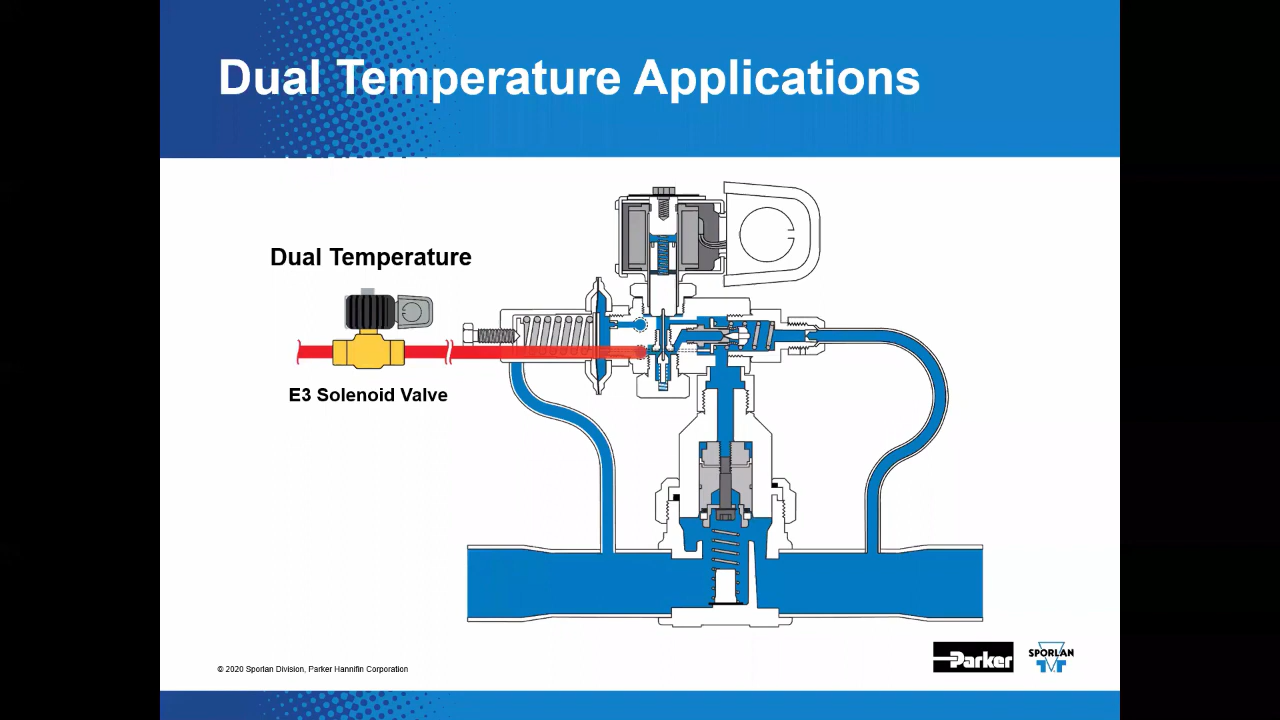 Dual Temperature Applications
Dual Temperature
E3 Solenoid Valve
© 2020 Sporlan Division, Parker Hannifin Corporation
Parker
SPORLAN